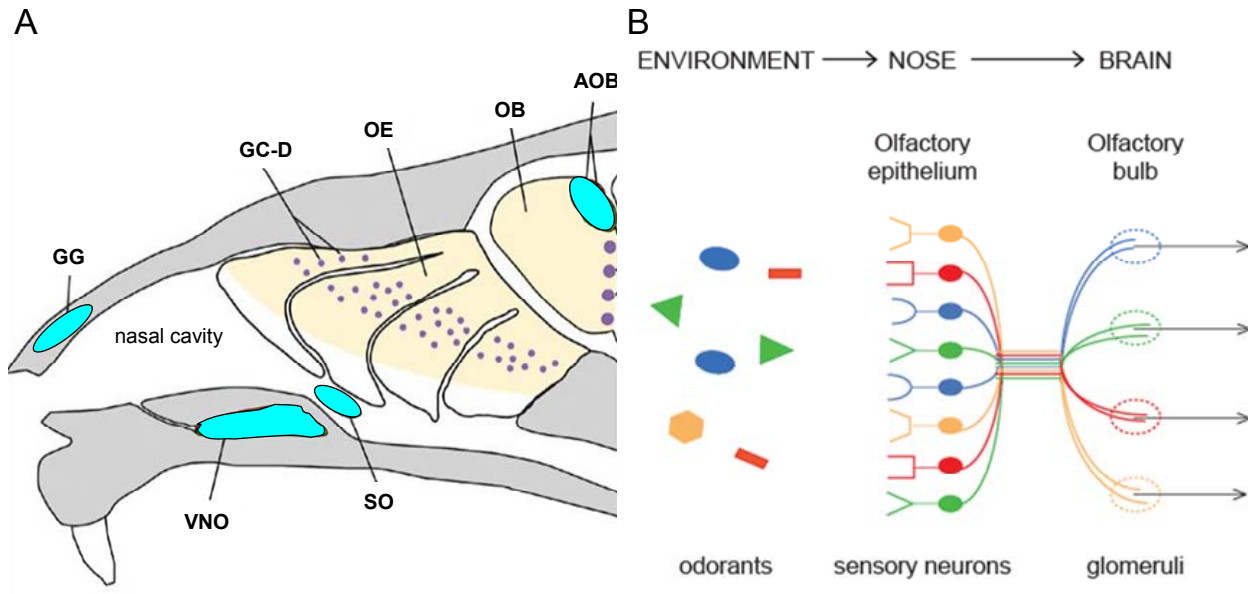 A
AOB
OB
OE
GC-D
GG
nasal cavity
VNO
SO
B
ENVIRONMENT → NOSE → BRAIN
Olfactory
epithelium
Olfactory
bulb
odorants
sensory neurons
glomeruli